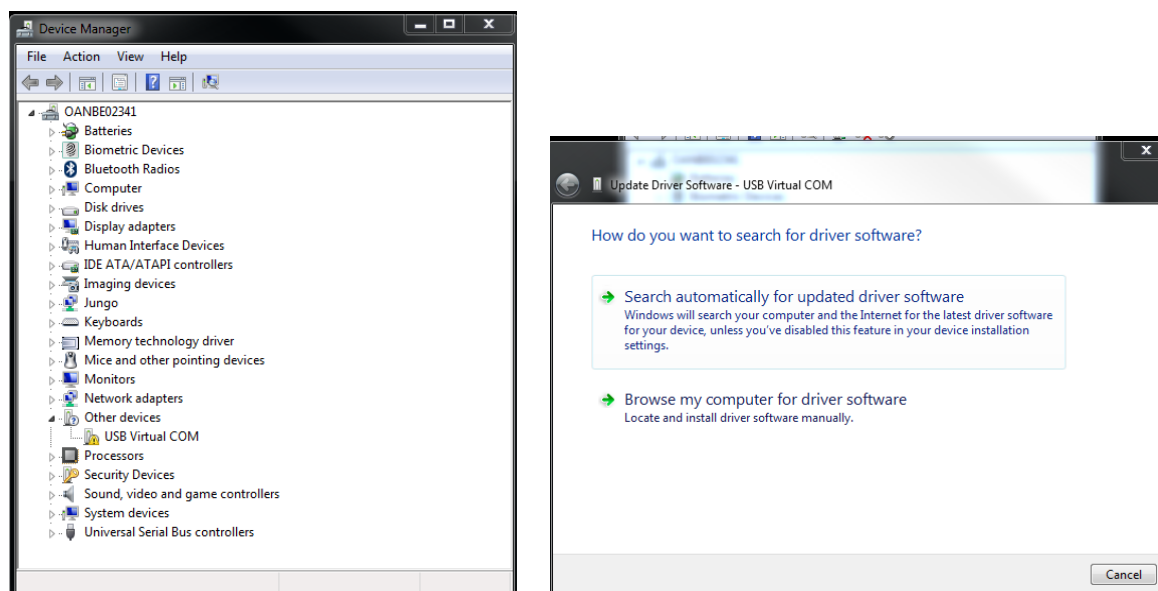 Device Manager
File Action View Help
OANBE02341
Batteries
Biometric Devices
Bluetooth Radios
Computer
Disk drives
Display adapters
Human Interface Devices
IDE ATA/ATAPI controllers
Imaging devices
Jungo
Keyboards
Memory technology driver
Mice and other pointing devices
Monitors
Network adapters
Other devices
USB Virtual COM
Processors
Security Devices
Sound, video and game controllers
System devices
Universal Serial Bus controllers
Update Driver Software - USB Virtual COM
How do you want to search for driver software?
Search automatically for updated driver software
Windows will search your computer and the Internet for the latest driver software
for your device, unless you've disabled this feature in your device installation
settings.
Browse my computer for driver software
Locate and install driver software manually.
Cancel